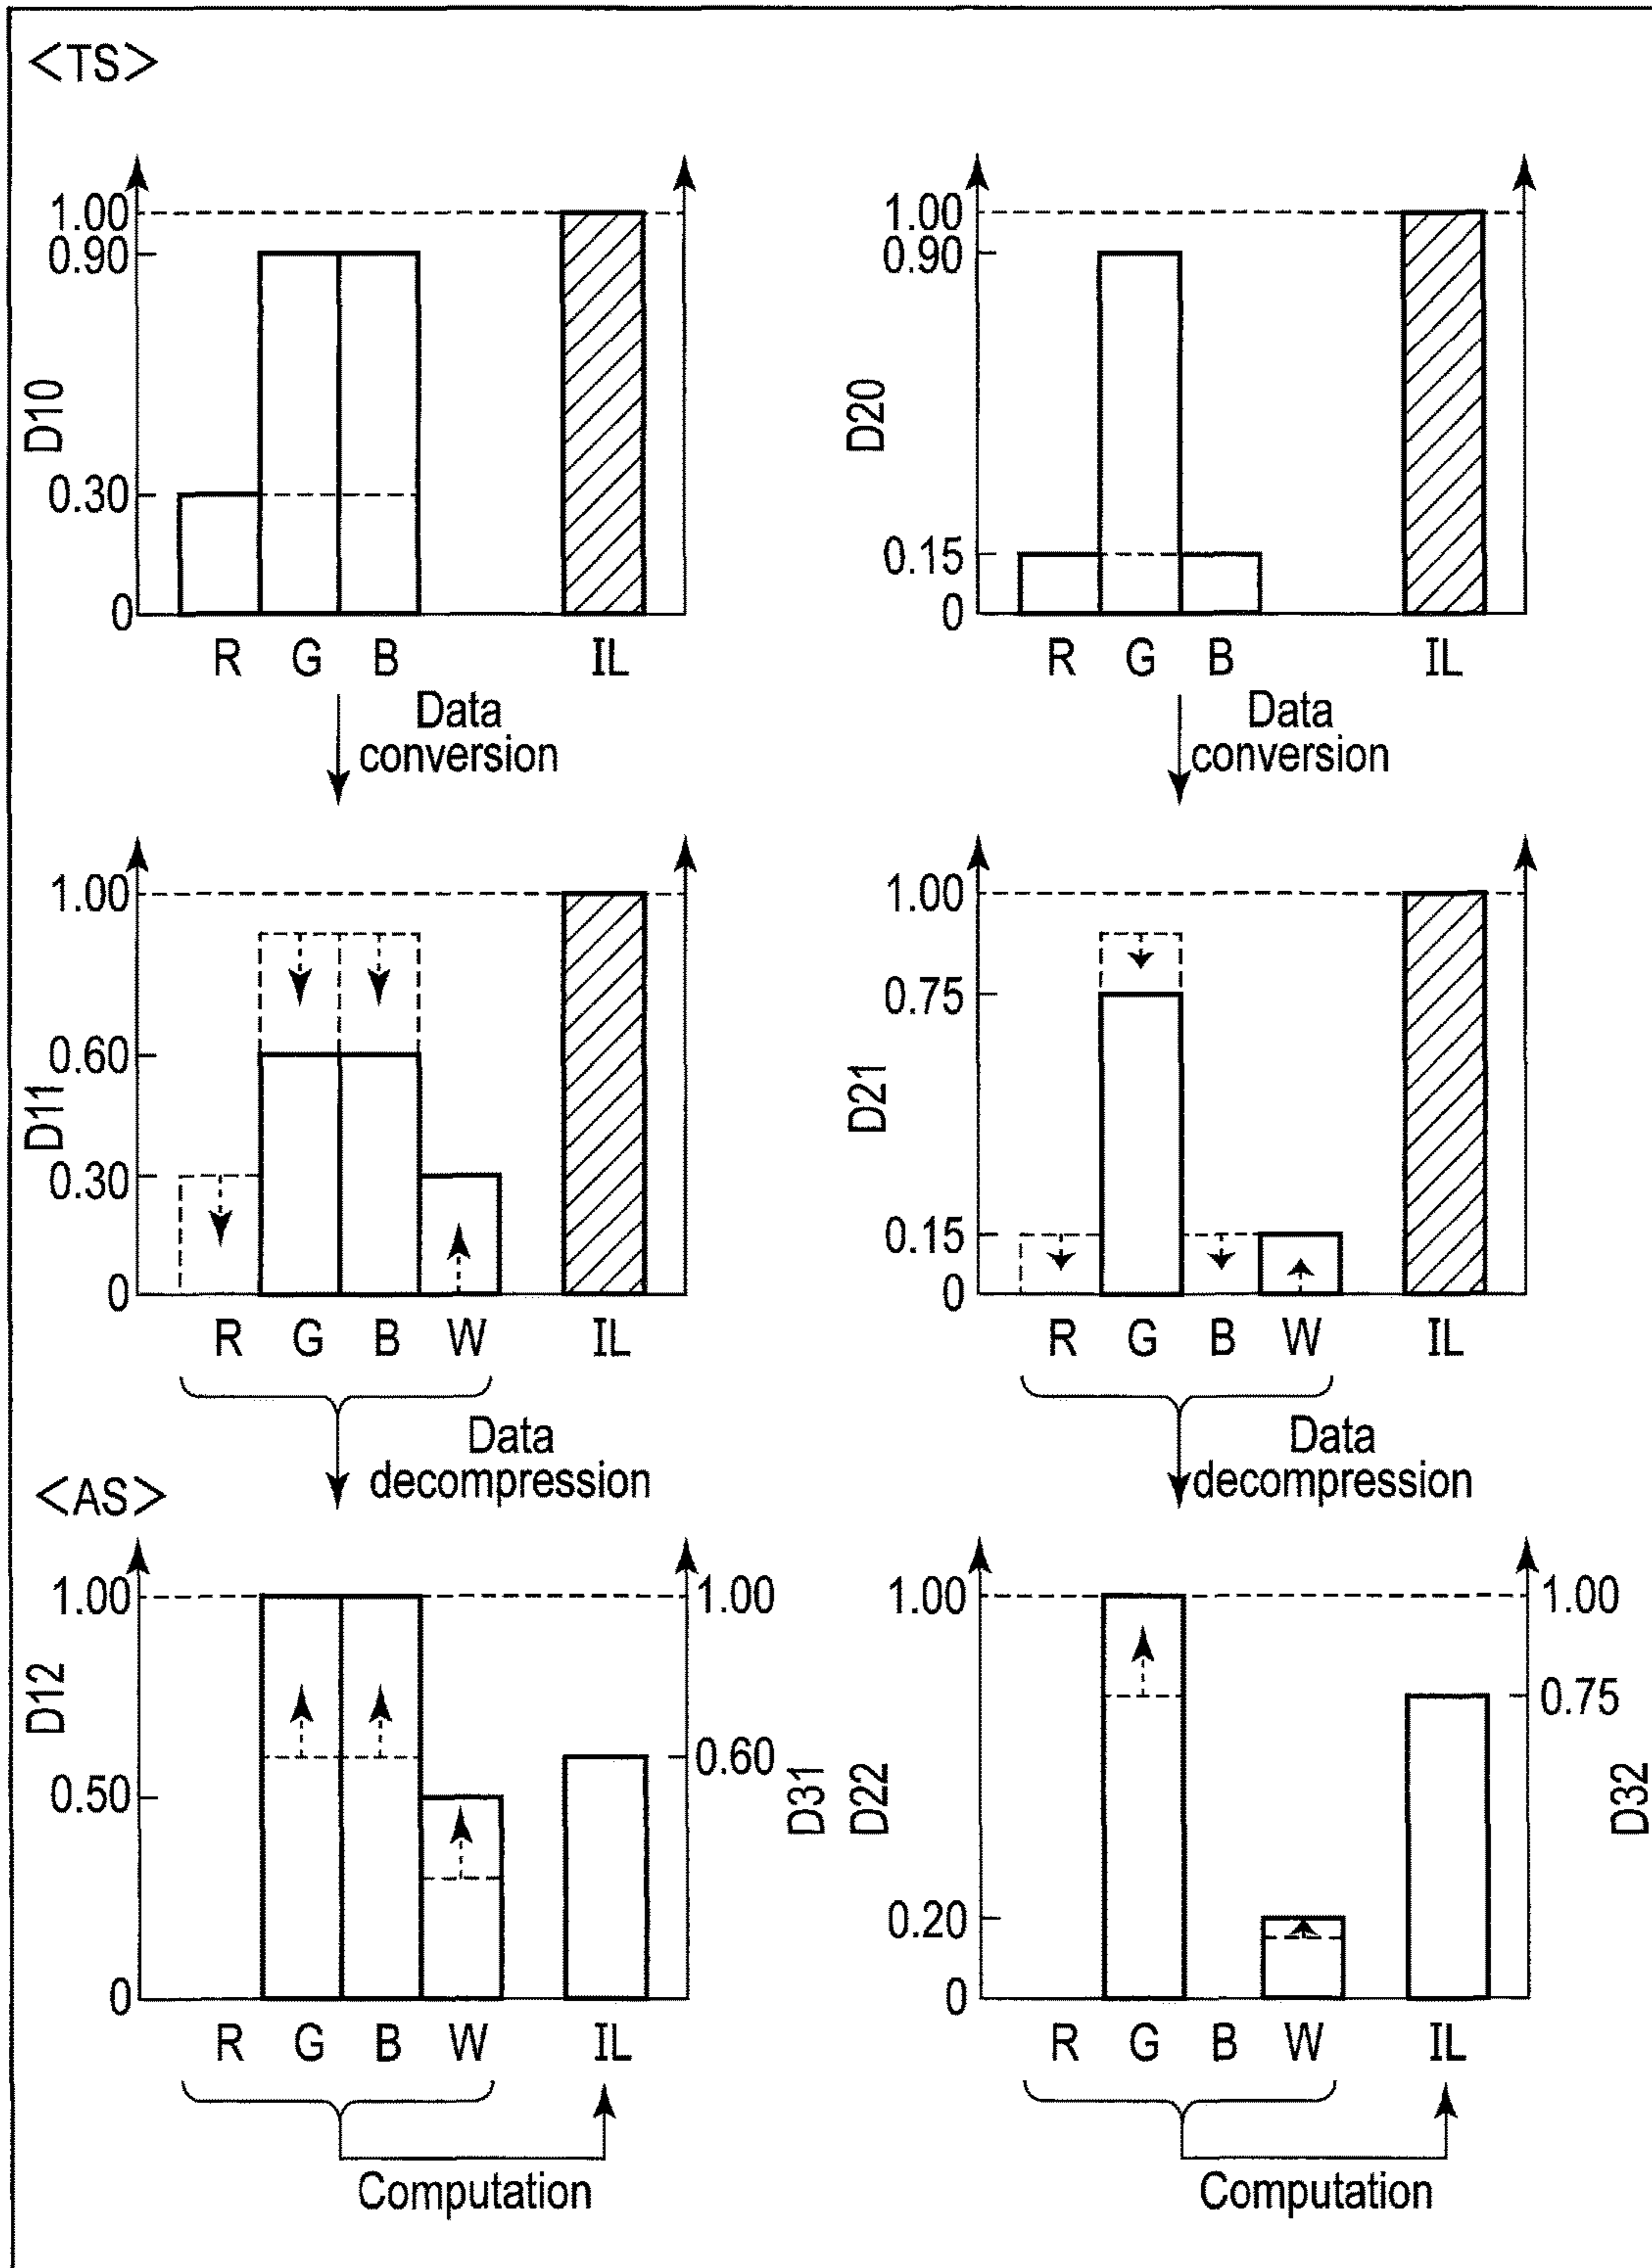 <TS>
1.00
0.90
0.30
0
D10
R G B IL
Data
conversion
1.00
0.90
0.15
0
D20
R G B IL
Data
conversion
1.00
0.60
0.30
0
D11
R G B W IL
Data
decompression
1.00
0.75
0.15
0
D21
R G B W IL
Data
decompression
<AS>
1.00
0.50
0
D12
1.00
0.60
D31
R G B W IL
Computation
1.00
0.20
0
D22
1.00
0.75
D32
R G B W IL
Computation